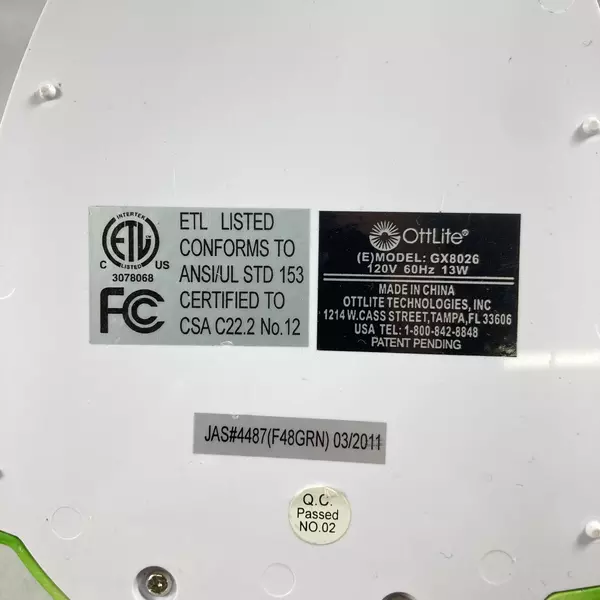 INTERTEK
ETL
LISTED
C US
3078068
FC
ETL LISTED
CONFORMS TO
ANSI/UL STD 153
CERTIFIED TO
CSA C22.2 No.12
OttLite®
(E)MODEL: GX8026
120V 60Hz 13W
MADE IN CHINA
OTTLITE TECHNOLOGIES, INC
1214 W.CASS STREET,TAMPA,FL 33606
USA TEL: 1-800-842-8848
PATENT PENDING
JAS#4487(F48GRN) 03/2011
Q.C.
Passed
NO.02